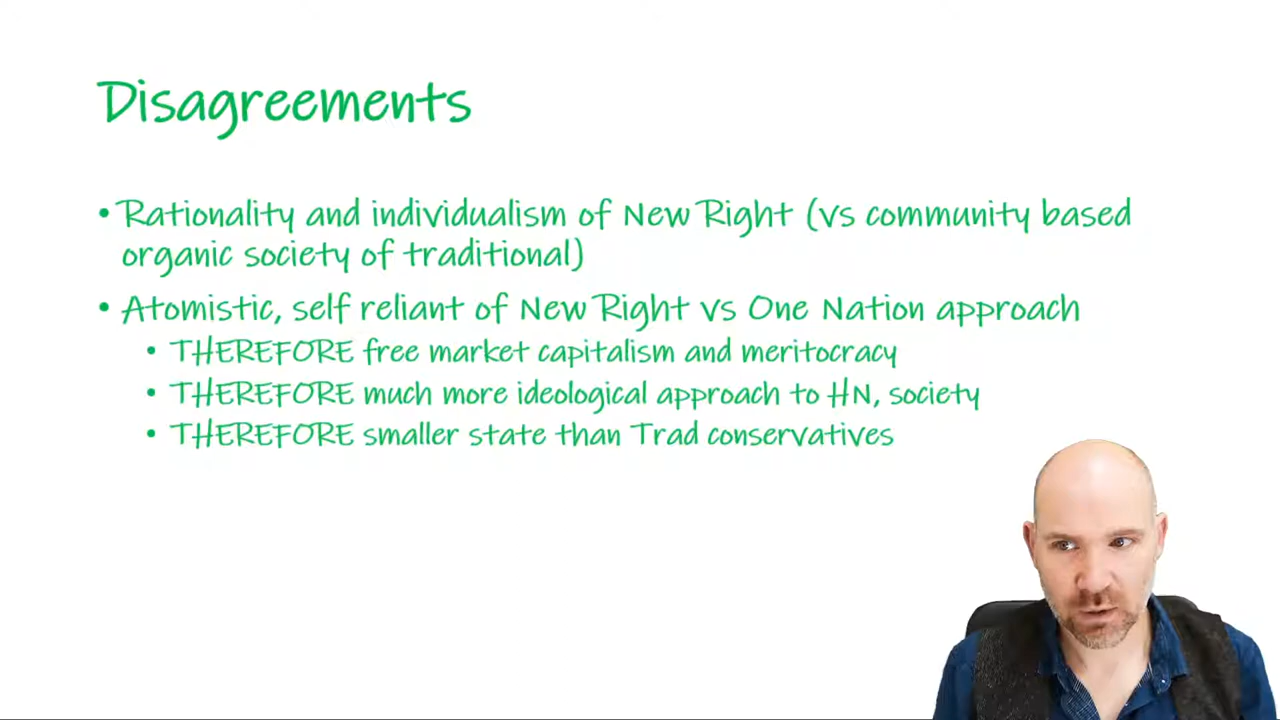 Disagreements
• Rationality and individualism of New Right (vs community based
organic society of traditional)
• Atomistic, self reliant of New Right vs One Nation approach
• THEREFORE free market capitalism and meritocracy
• THEREFORE much more ideological approach to HN, society
• THEREFORE smaller state than Trad conservatives